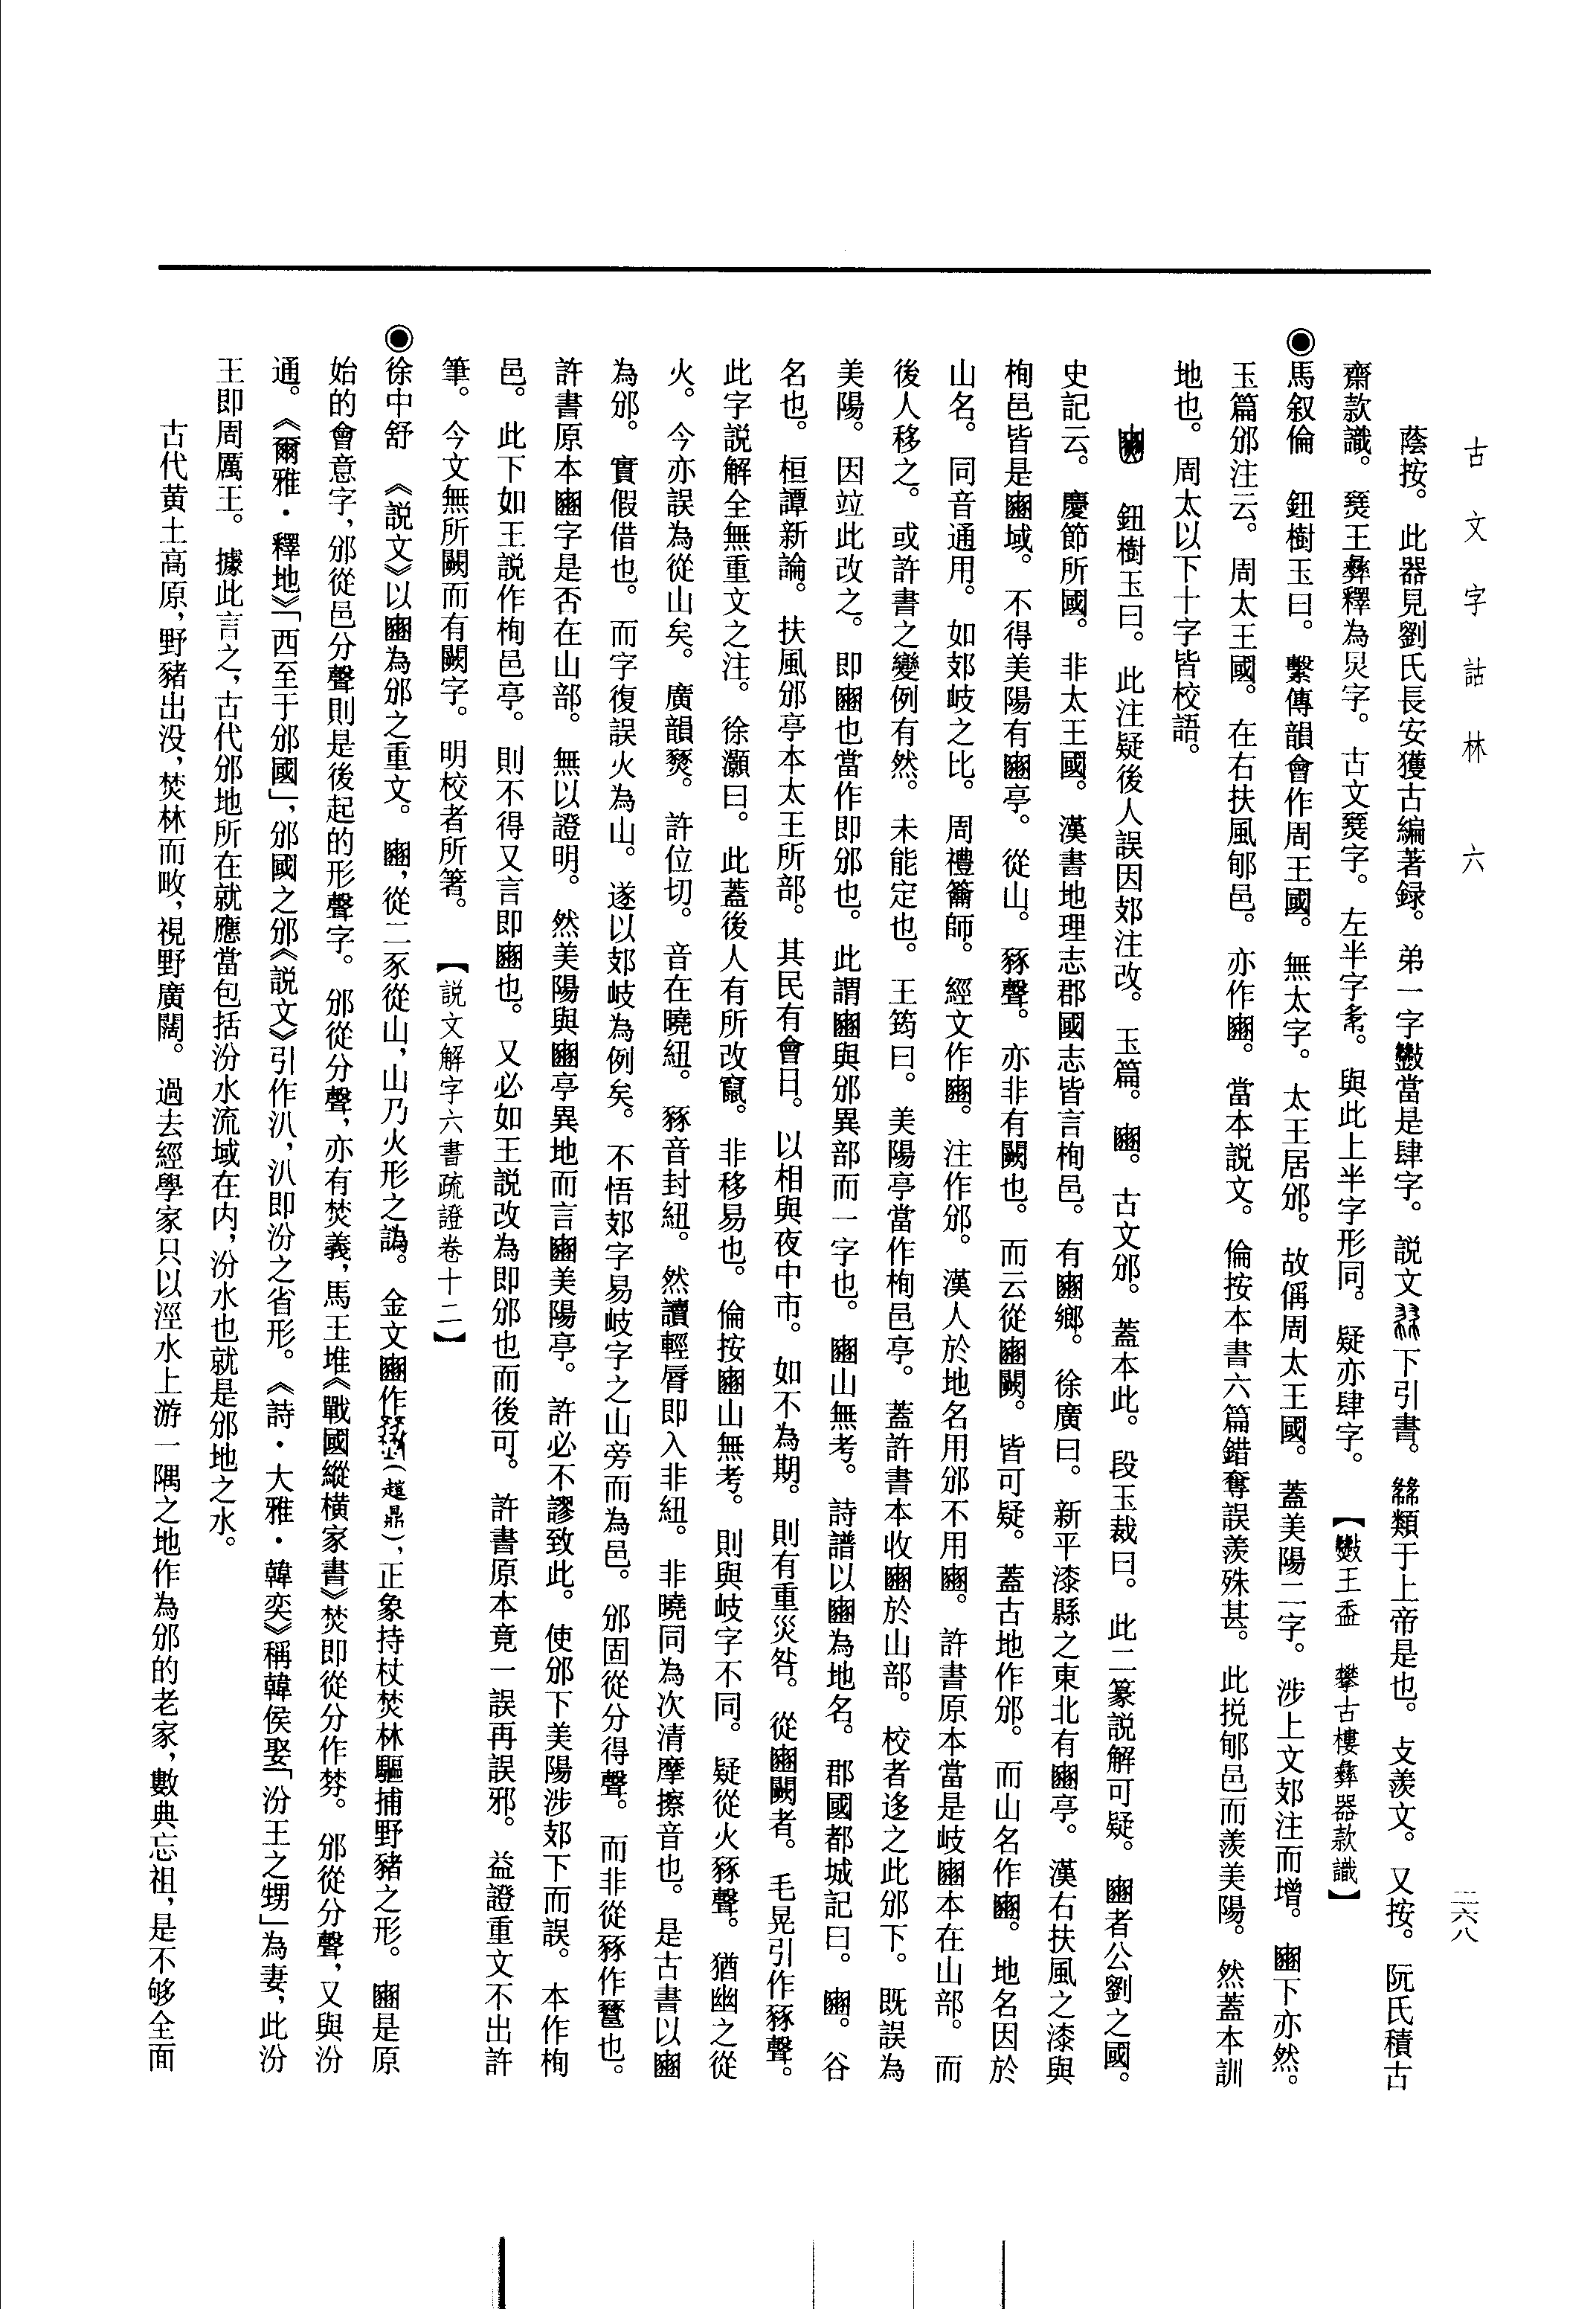 古文字詁林 六
二六八
蔭按。此器見劉氏長安獲古編著録。弟一字當是肆字。説文下引書。類于上帝是也。攴羨文。又按。阮氏積古
齋款識。燹王彝釋為炅字。古文燹字。左半字。與此上半字形同。疑亦肆字。【王盉 攀古樓彝器款識】
◉馬叙倫 鈕樹玉曰。繫傳韻會作周王國。無太字。太王居邠。故偁周太王國。蓋美陽二字。涉上文郊注而增。豳下亦然。
玉篇邠注云。周太王國。在右扶風郇邑。亦作豳。當本説文。倫按本書六篇錯奪誤羨殊甚。此挩郇邑而羨美陽。然蓋本訓
地也。周太以下十字皆校語。
鈕樹玉曰。此注疑後人誤因郊注改。玉篇。豳。古文邠。蓋本此。段玉裁曰。此二篆説解可疑。豳者公劉之國。
史記云。慶節所國。非太王國。漢書地理志郡國志皆言栒邑。有豳鄉。徐廣曰。新平漆縣之東北有豳亭。漢右扶風之漆與
栒邑皆是豳域。不得美陽有豳亭。從山。豩聲。亦非有闕也。而云從豳闕。皆可疑。蓋古地作邠。而山名作豳。地名因於
山名。同音通用。如郊岐之比。周禮籥師。經文作豳。注作邠。漢人於地名用邠不用豳。許書原本當是岐豳本在山部。而
後人移之。或許書之變例有然。未能定也。王筠曰。美陽亭當作栒邑亭。蓋許書本收豳於山部。校者迻之此邠下。既誤為
美陽。因竝此改之。即豳也當作即邠也。此謂豳與邠異部而一字也。豳山無考。詩譜以豳為地名。郡國都城記曰。豳。谷
名也。桓譚新論。扶風邠亭本太王所部。其民有會日。以相與夜中市。如不為期。則有重災咎。從豳闕者。毛晃引作豩聲。
此字説解全無重文之注。徐灝曰。此蓋後人有所改竄。非移易也。倫按豳山無考。則與岐字不同。疑從火豩聲。猶幽之從
火。今亦誤為從山矣。廣韻燹。許位切。音在曉紐。豩音封紐。然讀輕脣即入非紐。非曉同為次清摩擦音也。是古書以豳
為邠。實假借也。而字復誤火為山。遂以郊岐為例矣。不悟郊字易岐字之山旁而為邑。邠固從分得聲。而非從豩作也。
許書原本豳字是否在山部。無以證明。然美陽與豳亭異地而言豳美陽亭。許必不謬致此。使邠下美陽涉郊下而誤。本作栒
邑。此下如王説作栒邑亭。則不得又言即豳也。又必如王説改為即邠也而後可。許書原本竟一誤再誤邪。益證重文不出許
筆。今文無所闕而有闕字。明校者所箸。 【説文解字六書疏證卷十二】
◉徐中舒 《説文》以豳為邠之重文。豳，從二豕從山，山乃火形之譌。金文豳作（趞鼎），正象持杖焚林驅捕野豬之形。豳是原
始的會意字，邠從邑分聲則是後起的形聲字。邠從分聲，亦有焚義，馬王堆《戰國縱橫家書》焚即從分作棼。邠從分聲，又與汾
通。《爾雅·釋地》「西至于邠國」，邠國之邠《説文》引作汃，汃即汾之省形。《詩·大雅·韓奕》稱韓侯娶「汾王之甥」為妻，此汾
王即周厲王。據此言之，古代邠地所在就應當包括汾水流域在内，汾水也就是邠地之水。
古代黄土高原，野豬出没，焚林而畋，視野廣闊。過去經學家只以涇水上游一隅之地作為邠的老家，數典忘祖，是不够全面